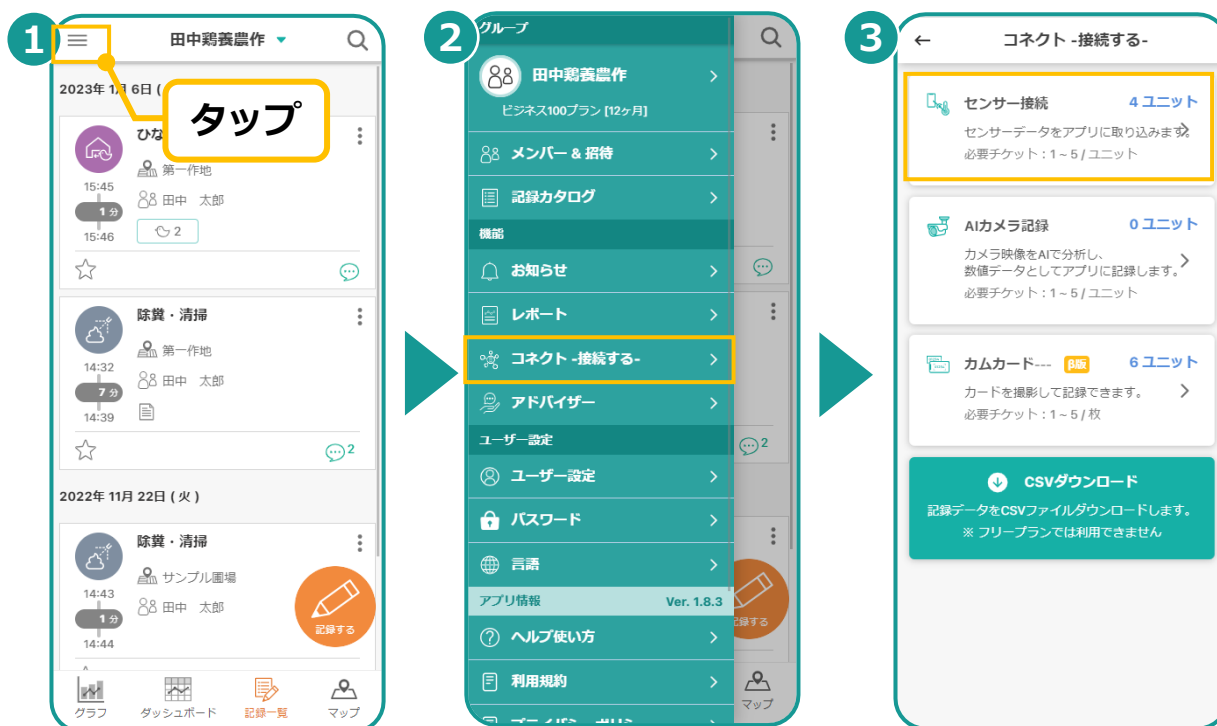 1
田中鶏養農作
2023年 1月 6日 (
タップ
ひな
第一作地
15:45
田中 太郎
1 分
15:46
2
除糞・清掃
第一作地
14:32
田中 太郎
7 分
14:39
2
2022年 11月 22日 ( 火 )
除糞・清掃
サンプル圃場
14:43
田中 太郎
1 分
14:44
記録する
グラフ
ダッシュボード
記録一覧
マップ
2
グループ
田中鶏養農作
ビジネス100プラン [12ヶ月]
メンバー & 招待
記録カタログ
機能
お知らせ
レポート
コネクト -接続する-
アドバイザー
ユーザー設定
ユーザー設定
パスワード
言語
アプリ情報 Ver. 1.8.3
ヘルプ使い方
利用規約
2
記録する
マップ
3
コネクト -接続する-
センサー接続 4 ユニット
センサーデータをアプリに取り込みます。
必要チケット：1 ~ 5 / ユニット
AIカメラ記録 0 ユニット
カメラ映像をAIで分析し、
数値データとしてアプリに記録します。
必要チケット：1 ~ 5 / ユニット
カムカード--- β版 6 ユニット
カードを撮影して記録できます。
必要チケット：1 ~ 5 / 枚
CSVダウンロード
記録データをCSVファイルダウンロードします。
※ フリープランでは利用できません